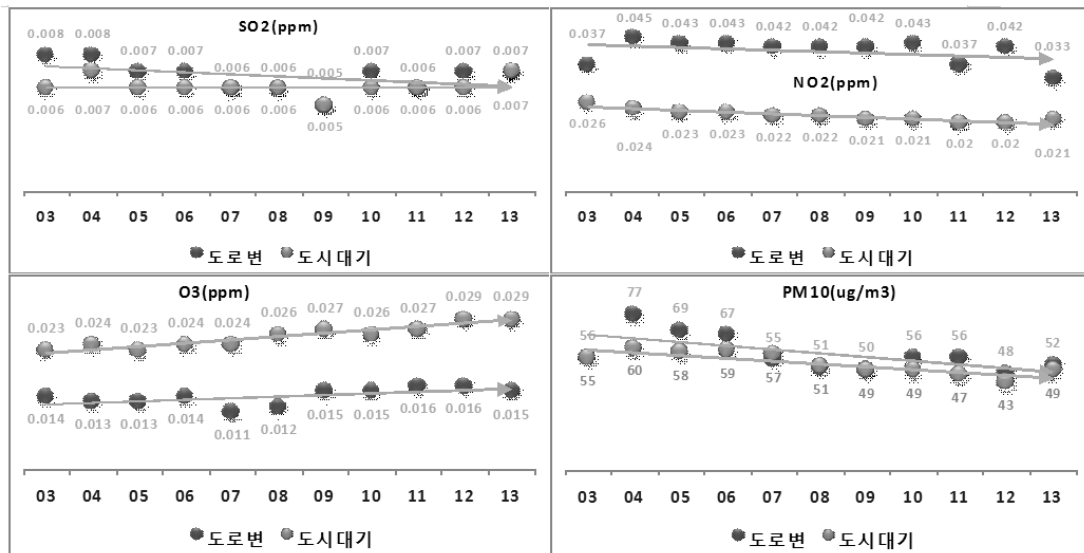 SO2(ppm)
0.008 0.008 0.007 0.007 0.006 0.006 0.005 0.007 0.006 0.007 0.007
0.006 0.007 0.006 0.006 0.006 0.006 0.005 0.006 0.006 0.006 0.007
03 04 05 06 07 08 09 10 11 12 13
도로변 도시대기
0.037 0.045 0.043 0.043 0.042 0.042 0.042 0.043 0.037 0.042 0.033
NO2(ppm)
0.026 0.024 0.023 0.023 0.022 0.022 0.021 0.021 0.02 0.02 0.021
03 04 05 06 07 08 09 10 11 12 13
도로변 도시대기
O3(ppm)
0.023 0.024 0.023 0.024 0.024 0.026 0.027 0.026 0.027 0.029 0.029
0.014 0.013 0.013 0.014 0.011 0.012 0.015 0.015 0.016 0.016 0.015
03 04 05 06 07 08 09 10 11 12 13
도로변 도시대기
PM10(ug/m3)
56 77 69 67 55 51 50 56 56 48 52
55 60 58 59 57 51 49 49 47 43 49
03 04 05 06 07 08 09 10 11 12 13
도로변 도시대기